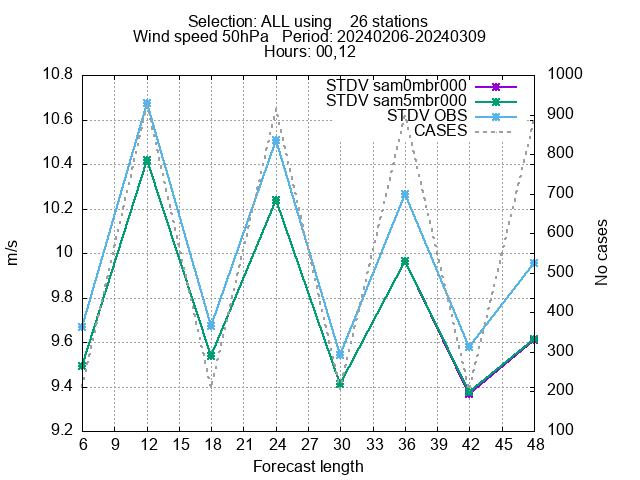 Selection: ALL using 26 stations
Wind speed 50hPa Period: 20240206-20240309
Hours: 00,12
STDV sam0mbr000
STDV sam5mbr000
STDV OBS
CASES
10.8
10.6
10.4
10.2
10
9.8
9.6
9.4
9.2
m/s
1000
900
800
700
600
500
400
300
200
100
No cases
6 9 12 15 18 21 24 27 30 33 36 39 42 45 48
Forecast length